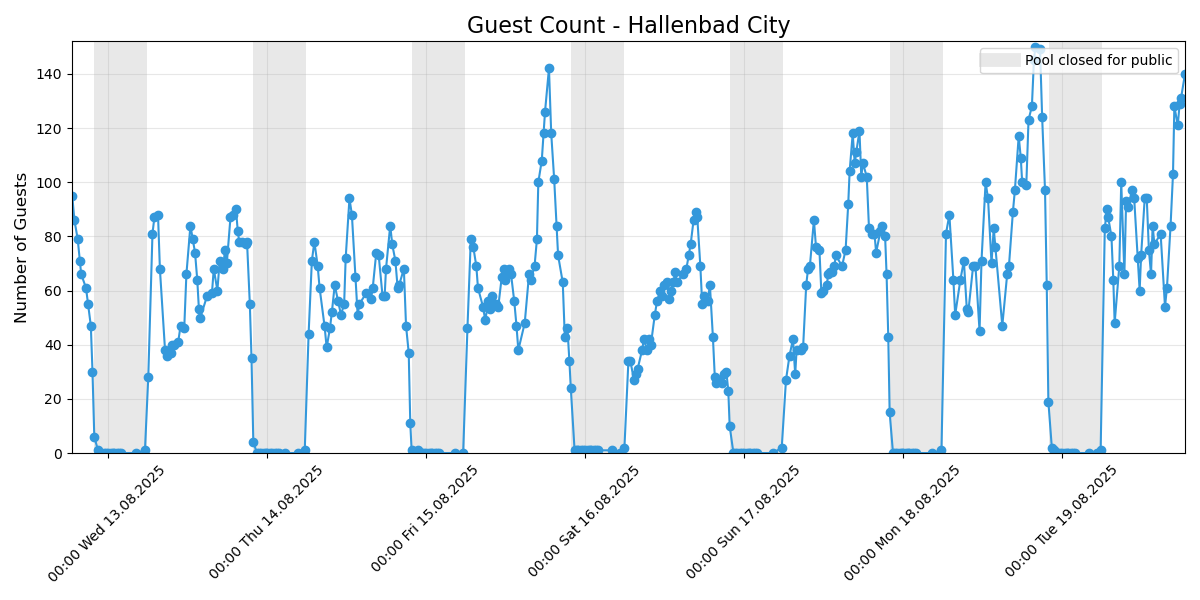 Guest Count - Hallenbad City
Pool closed for public
Number of Guests
140
120
100
80
60
40
20
0
00:00 Wed 13.08.2025
00:00 Thu 14.08.2025
00:00 Fri 15.08.2025
00:00 Sat 16.08.2025
00:00 Sun 17.08.2025
00:00 Mon 18.08.2025
00:00 Tue 19.08.2025